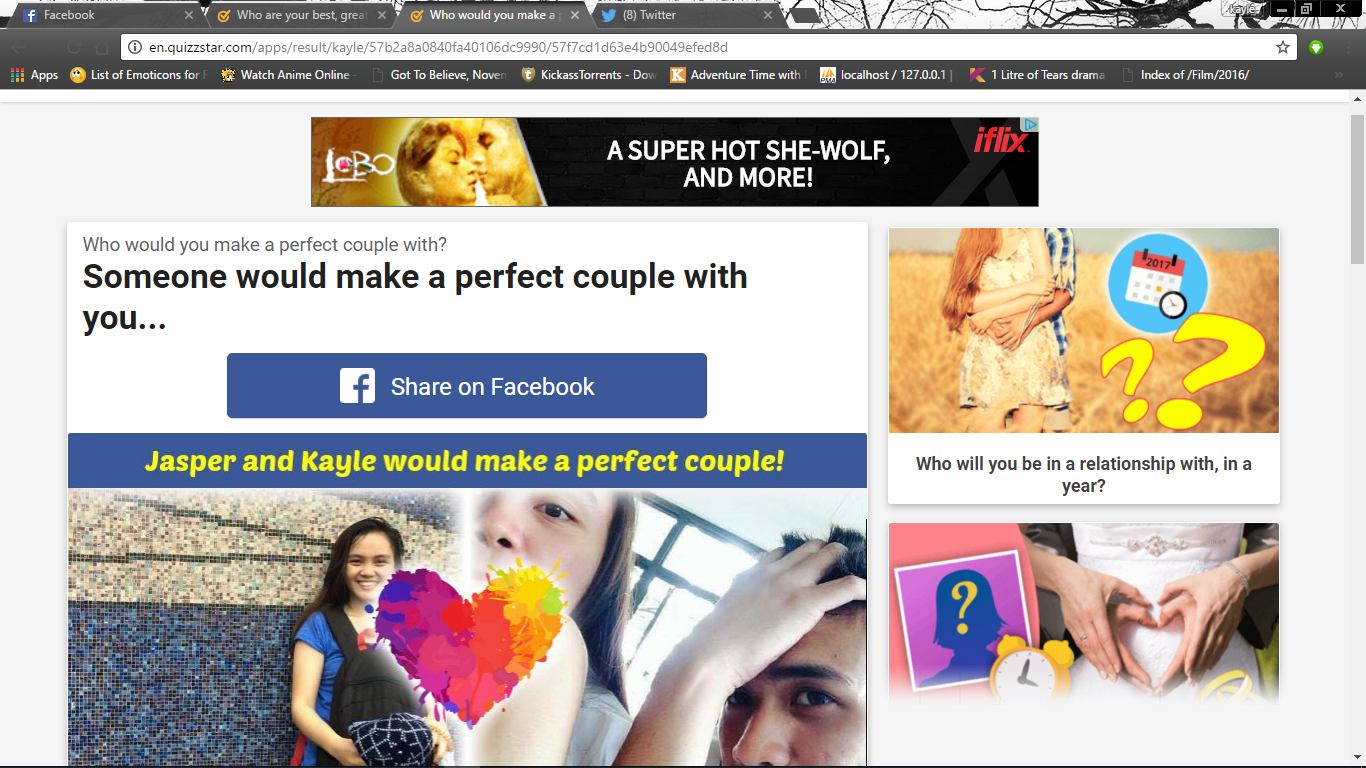 Facebook
Who are your best, great
Who would you make a p
(8) Twitter
kayle
en.quizzstar.com/apps/result/kayle/57b2a8a0840fa40106dc9990/57f7cd1d63e4b90049efed8d
Apps
List of Emoticons for F
Watch Anime Online -
Got To Believe, Novem
KickassTorrents - Dow
Adventure Time with
localhost / 127.0.0.1 |
1 Litre of Tears drama
Index of /Film/2016/
LOBO
A SUPER HOT SHE-WOLF,
AND MORE!
iflix
Who would you make a perfect couple with?
Someone would make a perfect couple with
you...
Share on Facebook
Jasper and Kayle would make a perfect couple!
2017
? ?
Who will you be in a relationship with, in a
year?
?